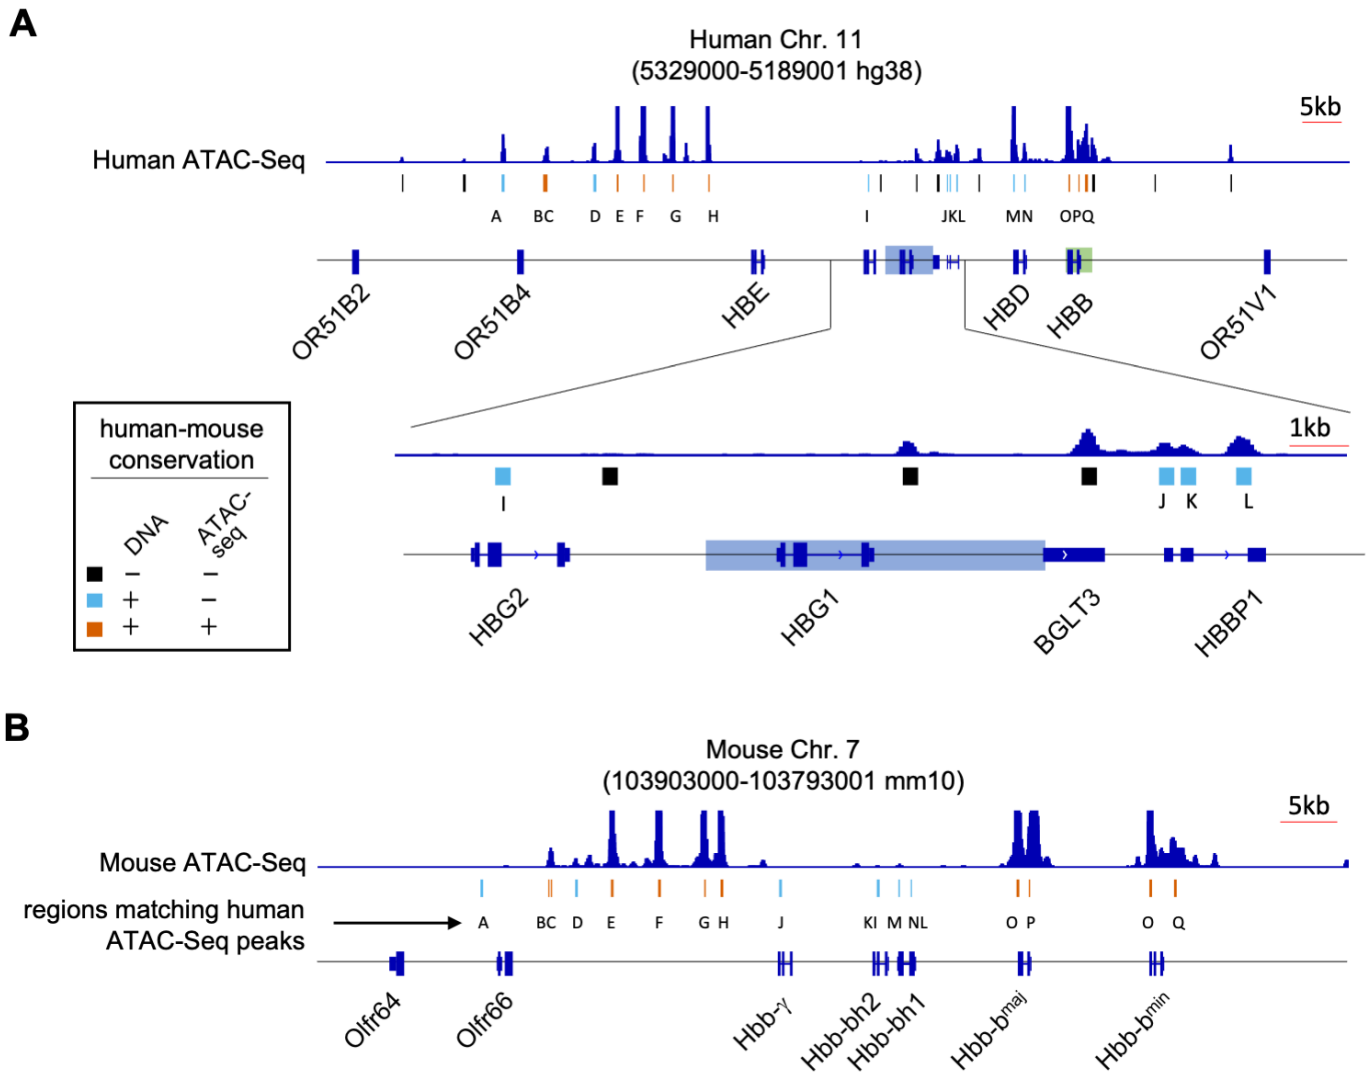 A
Human Chr. 11
(5329000-5189001 hg38)
5kb
Human ATAC-Seq
A BC D E F G H I JKL MN OPQ
OR51B2 OR51B4 HBE HBD HBB OR51V1
1kb
I J K L
HBG2 HBG1 BGLT3 HBBP1
human-mouse
conservation
DNA ATAC-
seq
− −
+ −
+ +
B
Mouse Chr. 7
(103903000-103793001 mm10)
5kb
Mouse ATAC-Seq
regions matching human
ATAC-Seq peaks
A BC D E F G H J KI M NL O P O Q
Olfr64 Olfr66 Hbb-γ Hbb-bh2 Hbb-bh1 Hbb-bmaj Hbb-bmin